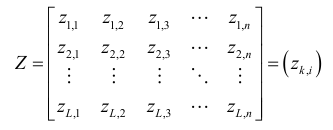 Z = [ z_{1,1} z_{1,2} z_{1,3} ⋯ z_{1,n}
z_{2,1} z_{2,2} z_{2,3} ⋯ z_{2,n}
⋮ ⋮ ⋮ ⋱ ⋮
z_{L,1} z_{L,2} z_{L,3} ⋯ z_{L,n} ] = ( z_{k,i} )